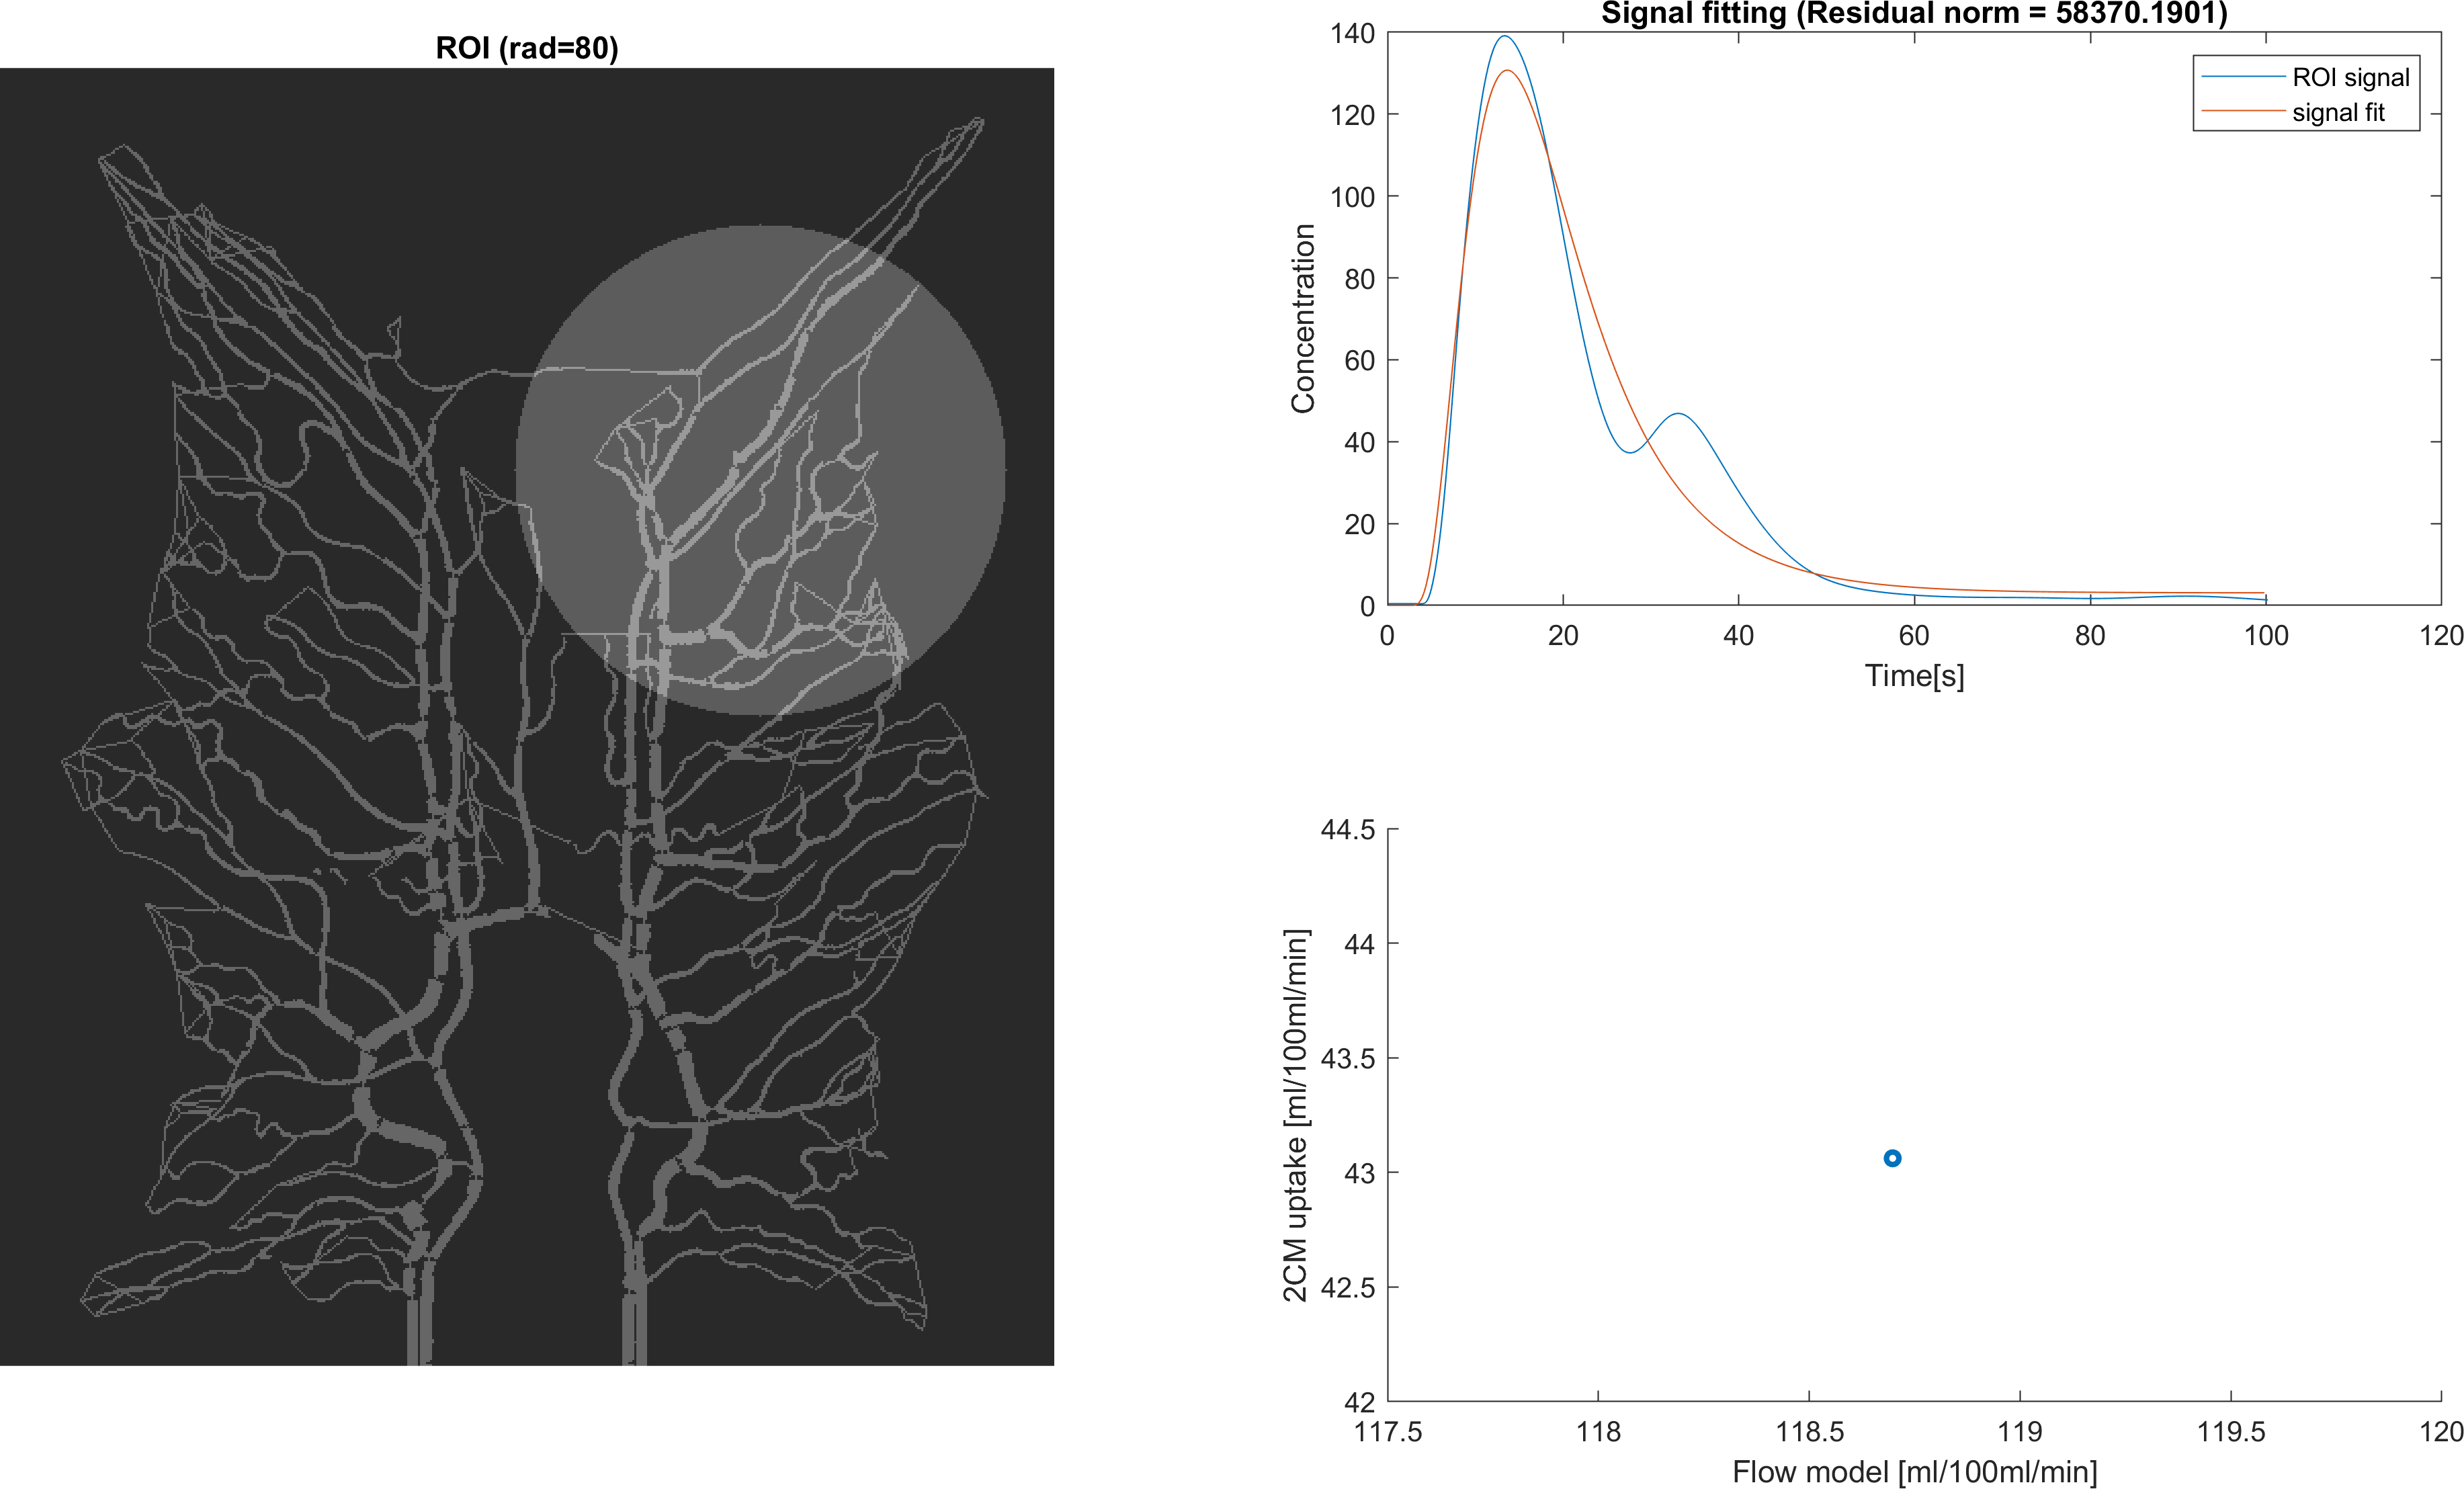 ROI (rad=80)
Signal fitting (Residual norm = 58370.1901)
140
120
100
80
60
40
20
0
Concentration
ROI signal
signal fit
0 20 40 60 80 100 120
Time[s]
44.5
44
43.5
43
42.5
42
2CM uptake [ml/100ml/min]
117.5 118 118.5 119 119.5 120
Flow model [ml/100ml/min]